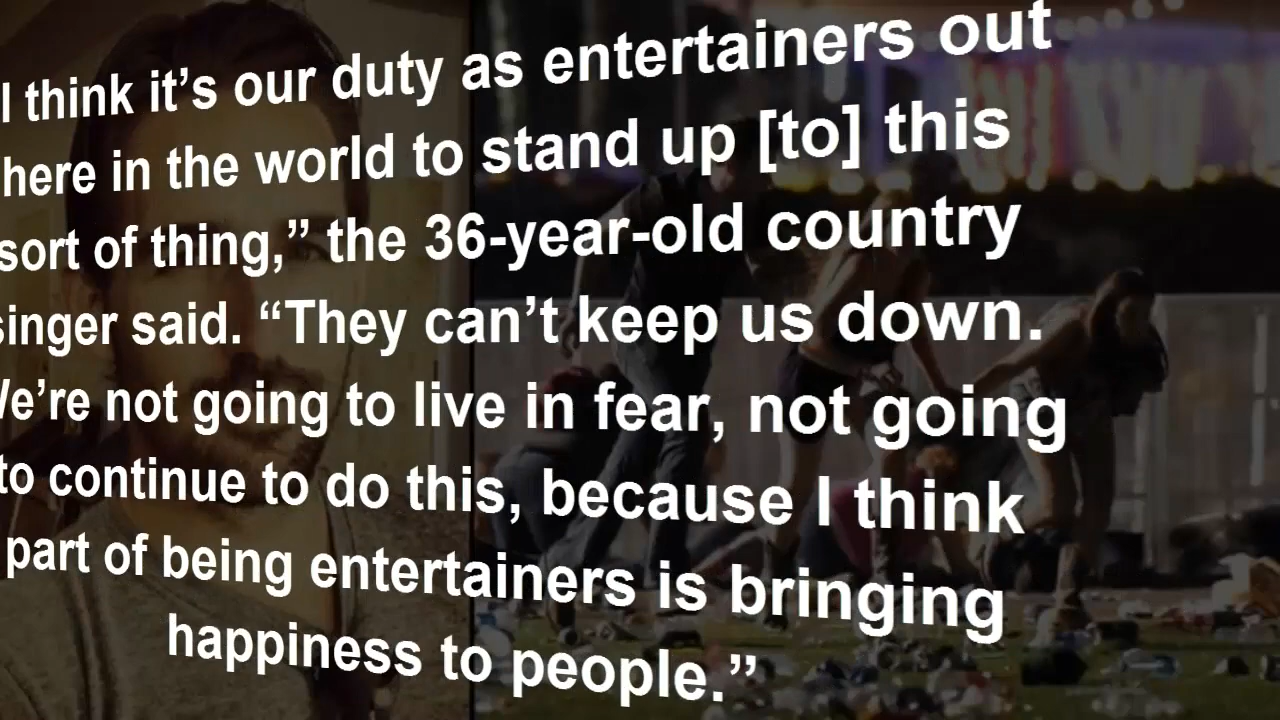 I think it’s our duty as entertainers out
here in the world to stand up [to] this
sort of thing,” the 36-year-old country
singer said. “They can’t keep us down.
We’re not going to live in fear, not going
to continue to do this, because I think
part of being entertainers is bringing
happiness to people.”